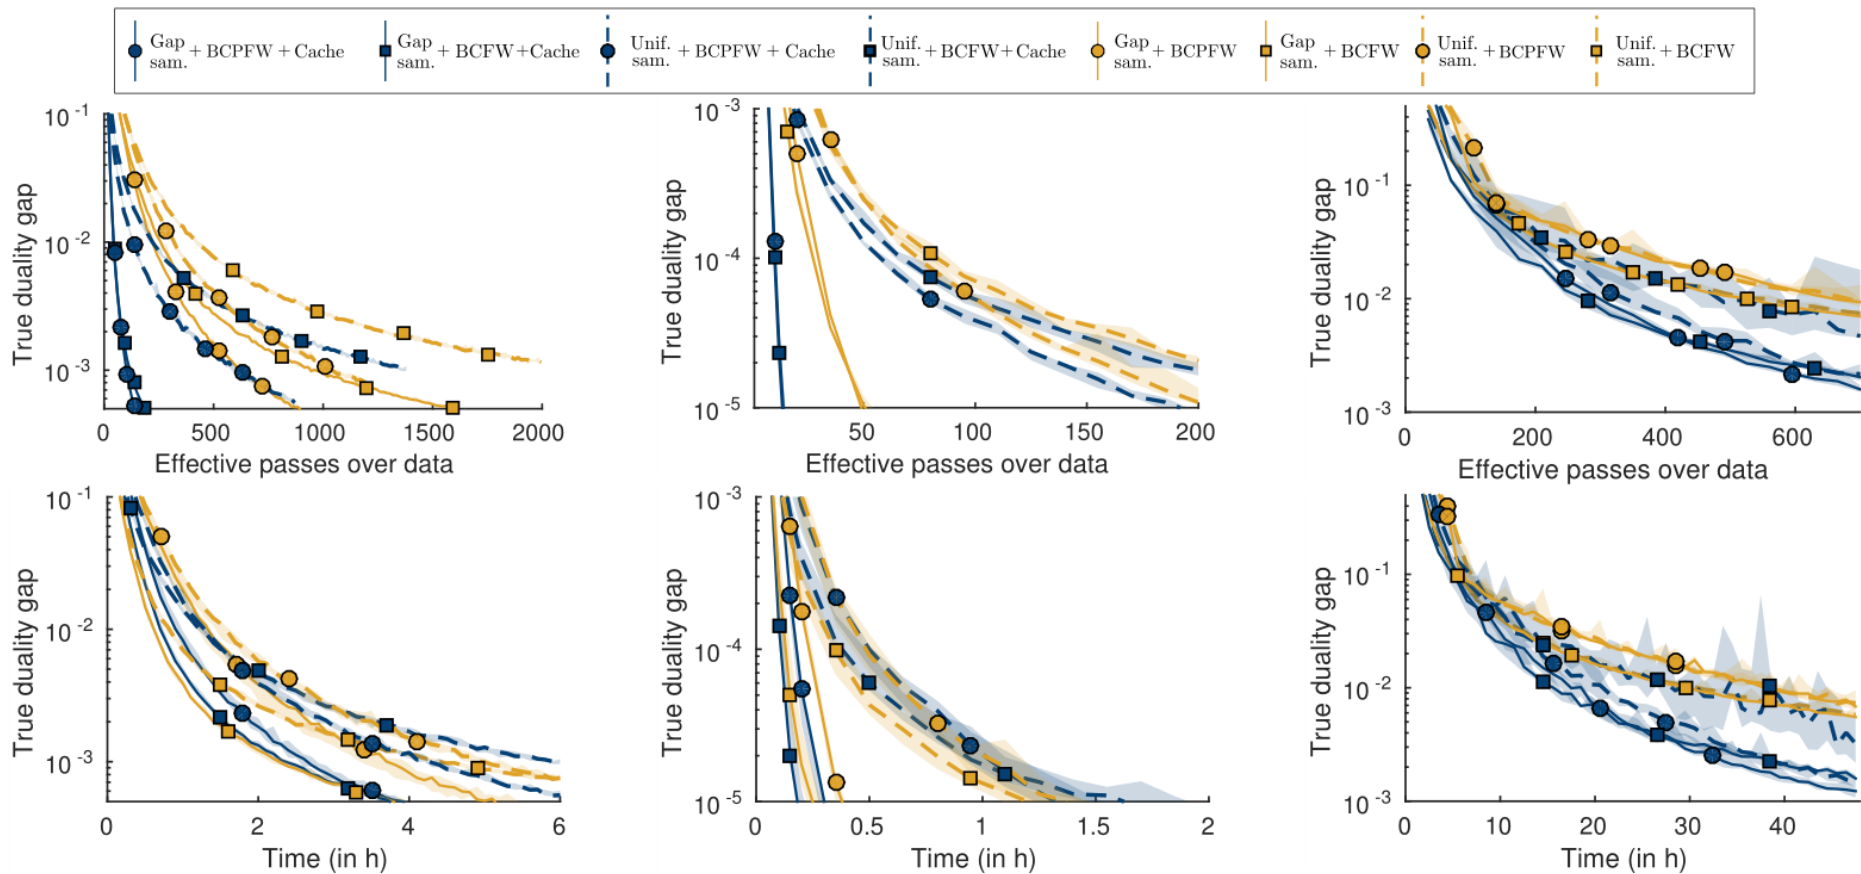 Gap sam. + BCPFW + Cache
Gap sam. + BCFW +Cache
Unif. sam. + BCPFW + Cache
Unif. sam. + BCFW+Cache
Gap sam. + BCPFW
Gap sam. + BCFW
Unif. sam. + BCPFW
Unif. sam. + BCFW
True duality gap
10-1
10-2
10-3
0 500 1000 1500 2000
Effective passes over data
True duality gap
10-3
10-4
10-5
50 100 150 200
Effective passes over data
True duality gap
10-1
10-2
10-3
0 200 400 600
Effective passes over data
True duality gap
10-1
10-2
10-3
0 2 4 6
Time (in h)
True duality gap
10-3
10-4
10-5
0 0.5 1 1.5 2
Time (in h)
True duality gap
10-1
10-2
10-3
0 10 20 30 40
Time (in h)